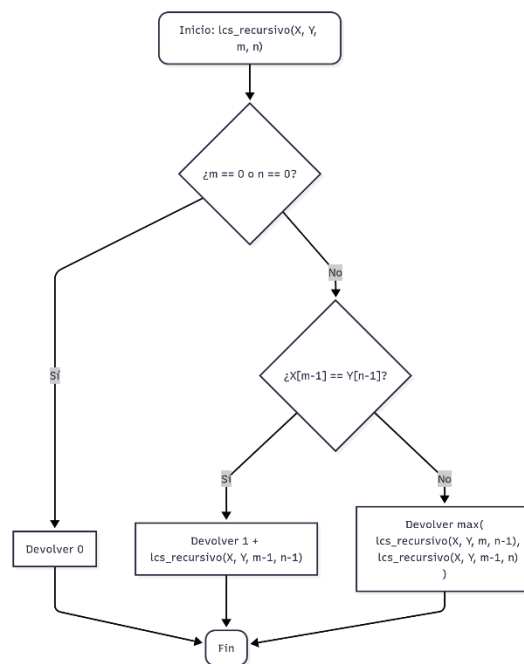 Inicio: lcs_recursivo(X, Y,
m, n)
¿m == 0 o n == 0?
No
Sí
¿X[m-1] == Y[n-1]?
Sí
No
Devolver 0
Devolver 1 +
lcs_recursivo(X, Y, m-1, n-1)
Devolver max(
lcs_recursivo(X, Y, m, n-1),
lcs_recursivo(X, Y, m-1, n)
)
Fin